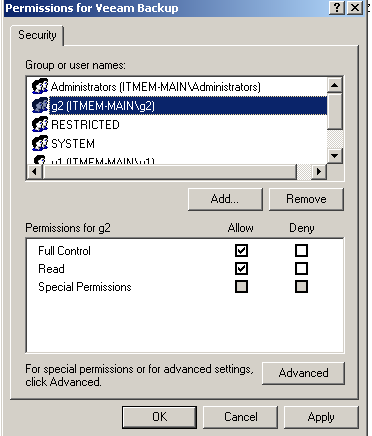 Permissions for Veeam Backup
Security
Group or user names:
Administrators (ITMEM-MAIN\Administrators)
g2 (ITMEM-MAIN\g2)
RESTRICTED
SYSTEM
u1 (ITMEM-MAIN\u1)
Add...
Remove
Permissions for g2 Allow Deny
Full Control
Read
Special Permissions
For special permissions or for advanced settings,
click Advanced.
Advanced
OK
Cancel
Apply